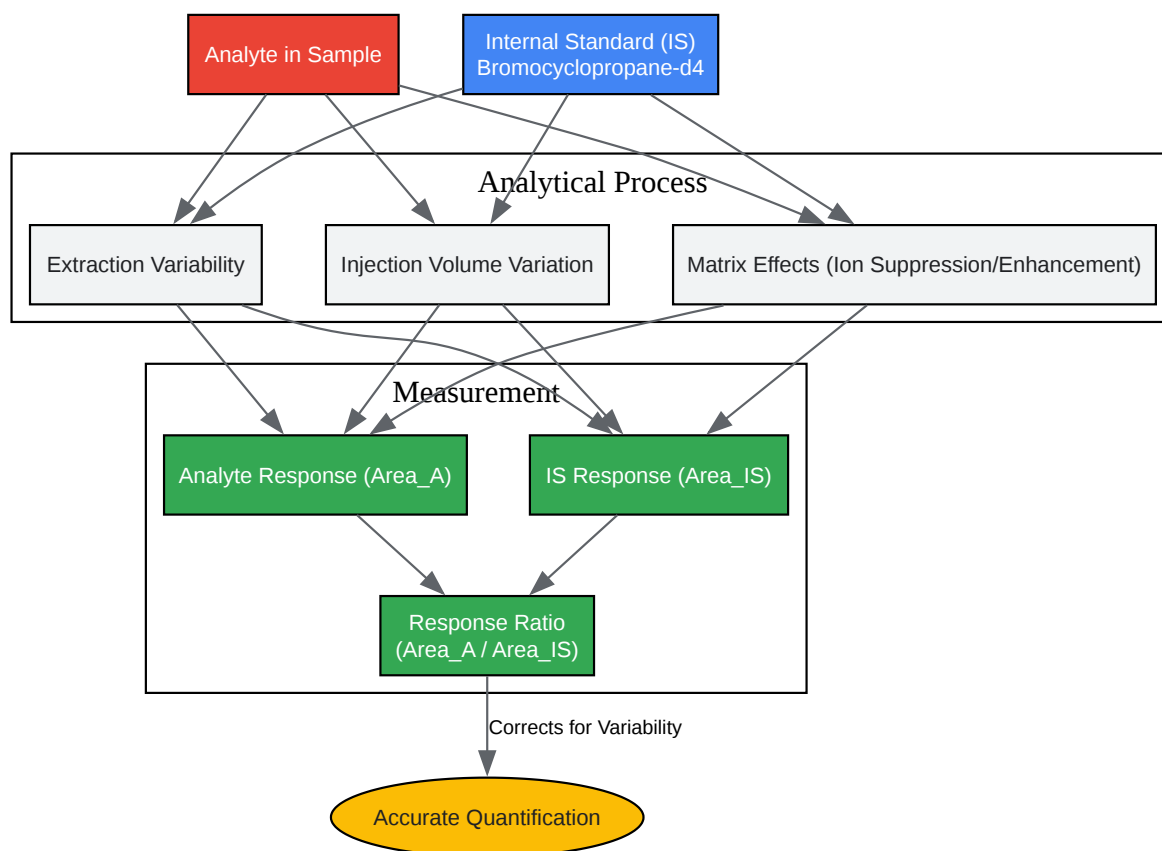 Analyte in Sample
Internal Standard (IS)
Bromocyclopropane-d4
Analytical Process
Extraction Variability
Injection Volume Variation
Matrix Effects (Ion Suppression/Enhancement)
Measurement
Analyte Response (Area_A)
IS Response (Area_IS)
Response Ratio
(Area_A / Area_IS)
Corrects for Variability
Accurate Quantification